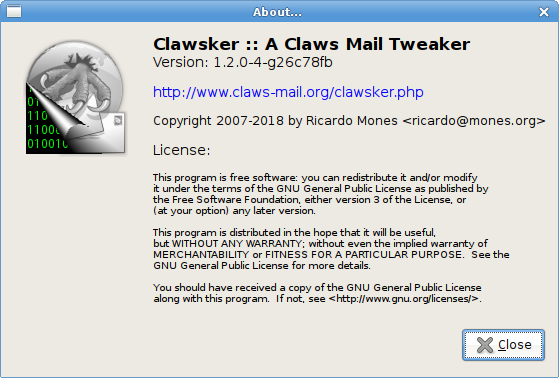 About...
Clawsker :: A Claws Mail Tweaker
Version: 1.2.0-4-g26c78fb
http://www.claws-mail.org/clawsker.php
Copyright 2007-2018 by Ricardo Mones <ricardo@mones.org>
License:
This program is free software: you can redistribute it and/or modify
it under the terms of the GNU General Public License as published by
the Free Software Foundation, either version 3 of the License, or
(at your option) any later version.
This program is distributed in the hope that it will be useful,
but WITHOUT ANY WARRANTY; without even the implied warranty of
MERCHANTABILITY or FITNESS FOR A PARTICULAR PURPOSE.  See the
GNU General Public License for more details.
You should have received a copy of the GNU General Public License
along with this program.  If not, see <http://www.gnu.org/licenses/>.
Close